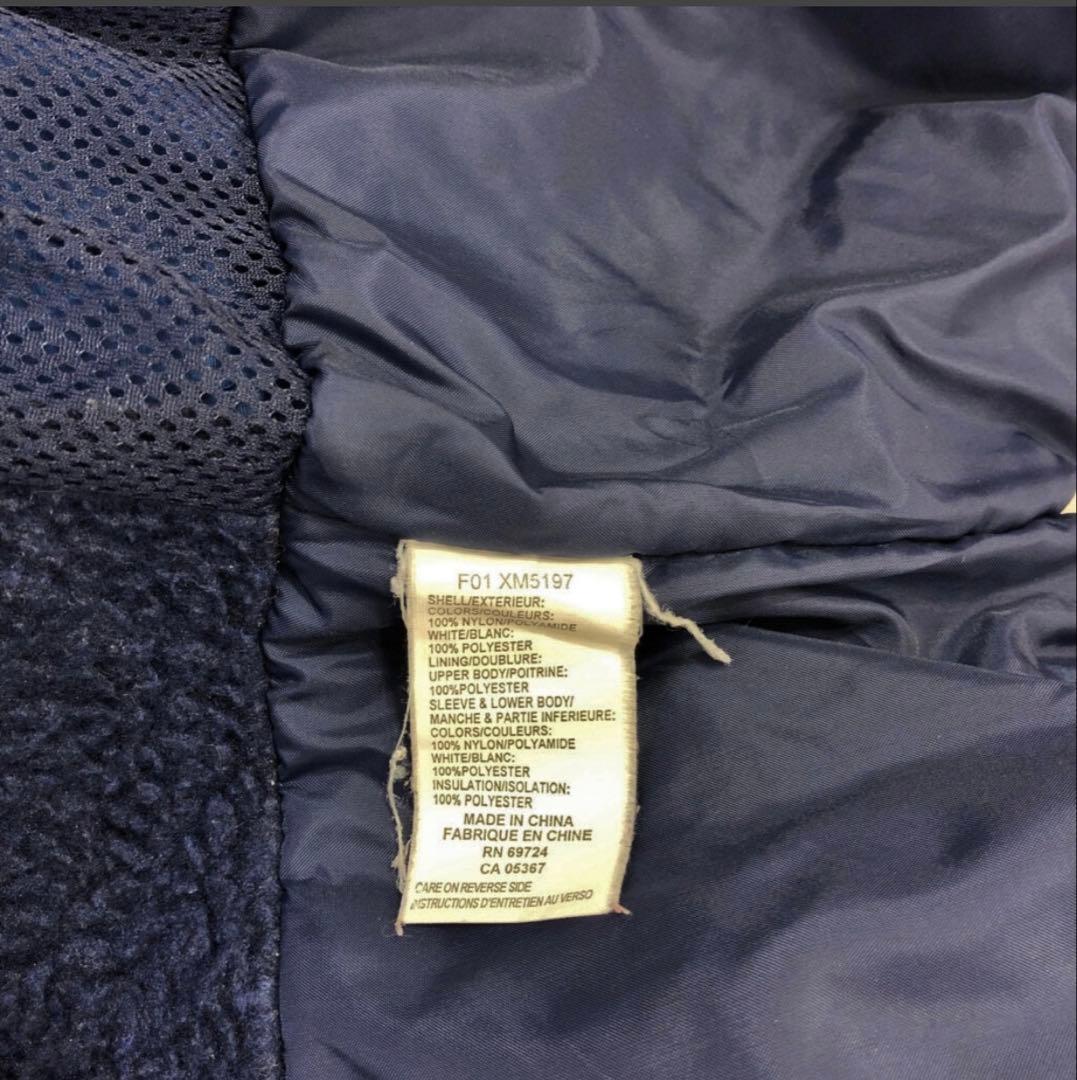 F01 XM5197
SHELL/EXTERIEUR:
COLORS/COULEURS:
100% NYLON/POLYAMIDE
WHITE/BLANC:
100% POLYESTER
LINING/DOUBLURE:
UPPER BODY/POITRINE:
100%POLYESTER
SLEEVE & LOWER BODY/
MANCHE & PARTIE INFERIEURE:
COLORS/COULEURS:
100% NYLON/POLYAMIDE
WHITE/BLANC:
100%POLYESTER
INSULATION/ISOLATION:
100% POLYESTER
MADE IN CHINA
FABRIQUE EN CHINE
RN 69724
CA 05367
CARE ON REVERSE SIDE
INSTRUCTIONS D'ENTRETIEN AU VERSO